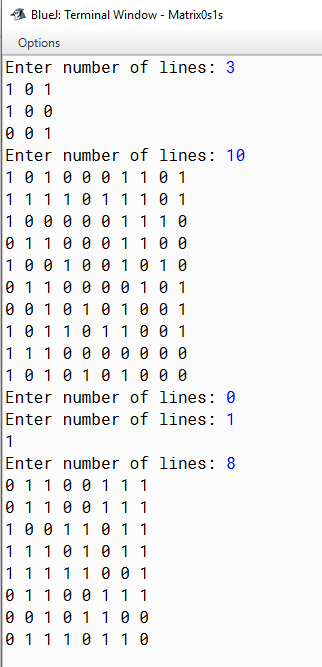 BlueJ: Terminal Window - Matrix0s1s
Options
Enter number of lines: 3
1 0 1
1 0 0
0 0 1
Enter number of lines: 10
1 0 1 0 0 0 1 1 0 1
1 1 1 1 0 1 1 1 0 1
1 0 0 0 0 0 1 1 1 0
0 1 1 0 0 0 1 1 0 0
1 0 0 1 0 0 1 0 1 0
0 1 1 0 0 0 0 1 0 1
0 0 1 0 1 0 1 0 0 1
1 0 1 1 0 1 1 0 0 1
1 1 1 0 0 0 0 0 0 0
1 0 1 0 1 0 1 0 0 0
Enter number of lines: 0
Enter number of lines: 1
1
Enter number of lines: 8
0 1 1 0 0 1 1 1
0 1 1 0 0 1 1 1
1 0 0 1 1 0 1 1
1 1 1 0 1 0 1 1
1 1 1 1 1 0 0 1
0 1 1 0 0 1 1 1
0 0 1 0 1 1 0 0
0 1 1 1 0 1 1 0